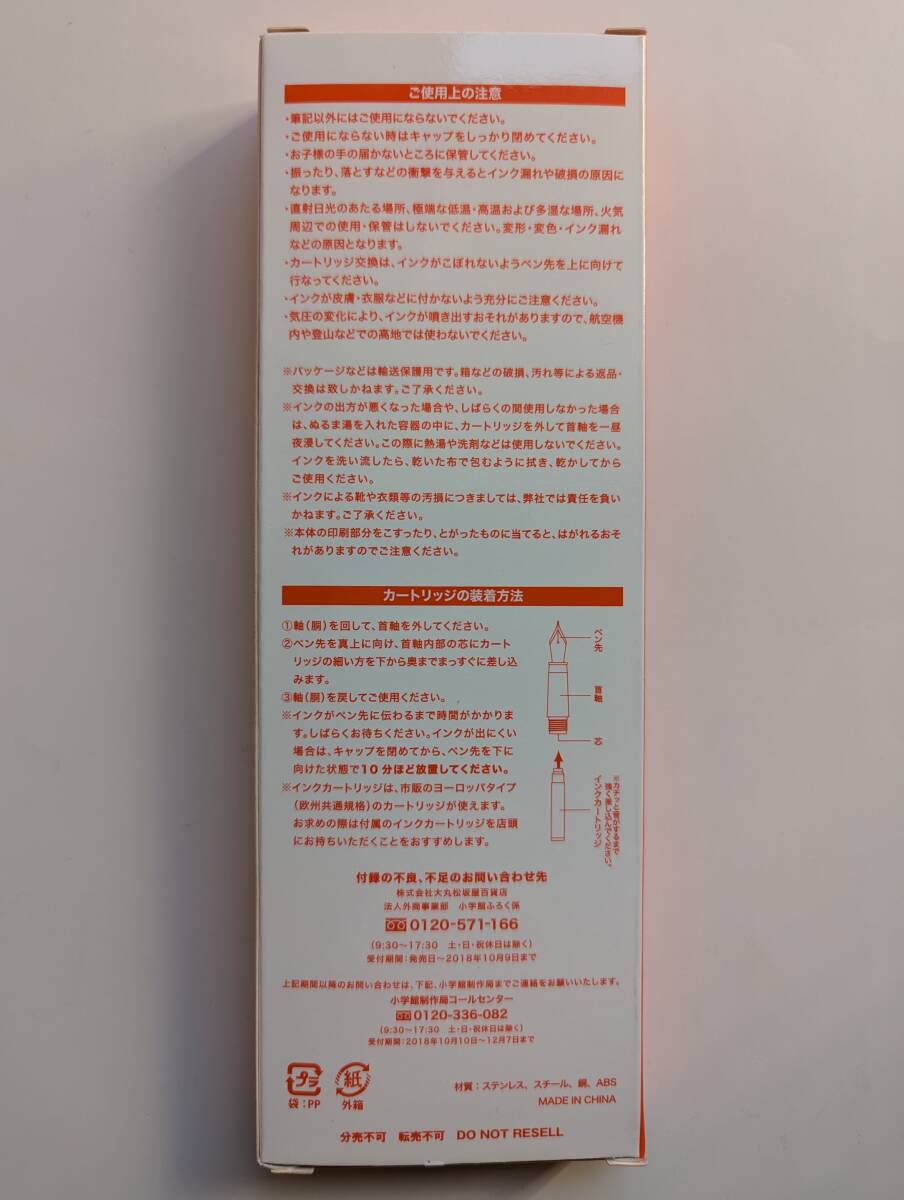 ご使用上の注意
・筆記以外にはご使用にならないでください。
・ご使用にならない時はキャップをしっかり閉めてください。
・お子様の手の届かないところに保管してください。
・振ったり、落とすなどの衝撃を与えるとインク漏れや破損の原因に
なります。
・直射日光のあたる場所、極端な低温・高温および多湿な場所、火気
周辺での使用・保管はしないでください。変形・変色・インク漏れ
などの原因となります。
・カートリッジ交換は、インクがこぼれないようペン先を上に向けて
行なってください。
・インクが皮膚・衣服などに付かないよう充分にご注意ください。
・気圧の変化により、インクが噴き出すおそれがありますので、航空機
内や登山などでの高地では使わないでください。
※パッケージなどは輸送保護用です。箱などの破損、汚れ等による返品・
交換は致しかねます。ご了承ください。
※インクの出方が悪くなった場合や、しばらくの間使用しなかった場合
は、ぬるま湯を入れた容器の中に、カートリッジを外して首軸を一昼
夜浸してください。この際に熱湯や洗剤などは使用しないでください。
インクを洗い流したら、乾いた布で包むように拭き、乾かしてから
ご使用ください。
※インクによる靴や衣類等の汚損につきましては、弊社では責任を負い
かねます。ご了承ください。
※本体の印刷部分をこすったり、とがったものに当てると、はがれるおそ
れがありますのでご注意ください。
カートリッジの装着方法
①軸(胴)を回して、首軸を外してください。
②ペン先を真上に向け、首軸内部の芯にカート
リッジの細い方を下から奥までまっすぐに差し込
みます。
③軸(胴)を戻してご使用ください。
※インクがペン先に伝わるまで時間がかかりま
す。しばらくお待ちください。インクが出にくい
場合は、キャップを閉めてから、ペン先を下に
向けた状態で10分ほど放置してください。
※インクカートリッジは、市販のヨーロッパタイプ
(欧州共通規格)のカートリッジが使えます。
お求めの際は付属のインクカートリッジを店頭
にお持ちいただくことをおすすめします。
ペン先
首軸
芯
インクカートリッジ
※カチッと音がするまで
強く差し込んでください。
付録の不良、不足のお問い合わせ先
株式会社大丸松坂屋百貨店
法人外商事業部 小学館ふろく係
0120-571-166
(9:30〜17:30 土・日・祝休日は除く)
受付期間:発売日〜2018年10月9日まで
上記期間以降のお問い合わせは、下記、小学館制作局までご連絡をお願いいたします。
小学館制作局コールセンター
0120-336-082
(9:30〜17:30 土・日・祝休日は除く)
受付期間:2018年10月10日〜12月7日まで
プラ
袋:PP
紙
外箱
材質:ステンレス、スチール、銅、ABS
MADE IN CHINA
分売不可 転売不可 DO NOT RESELL